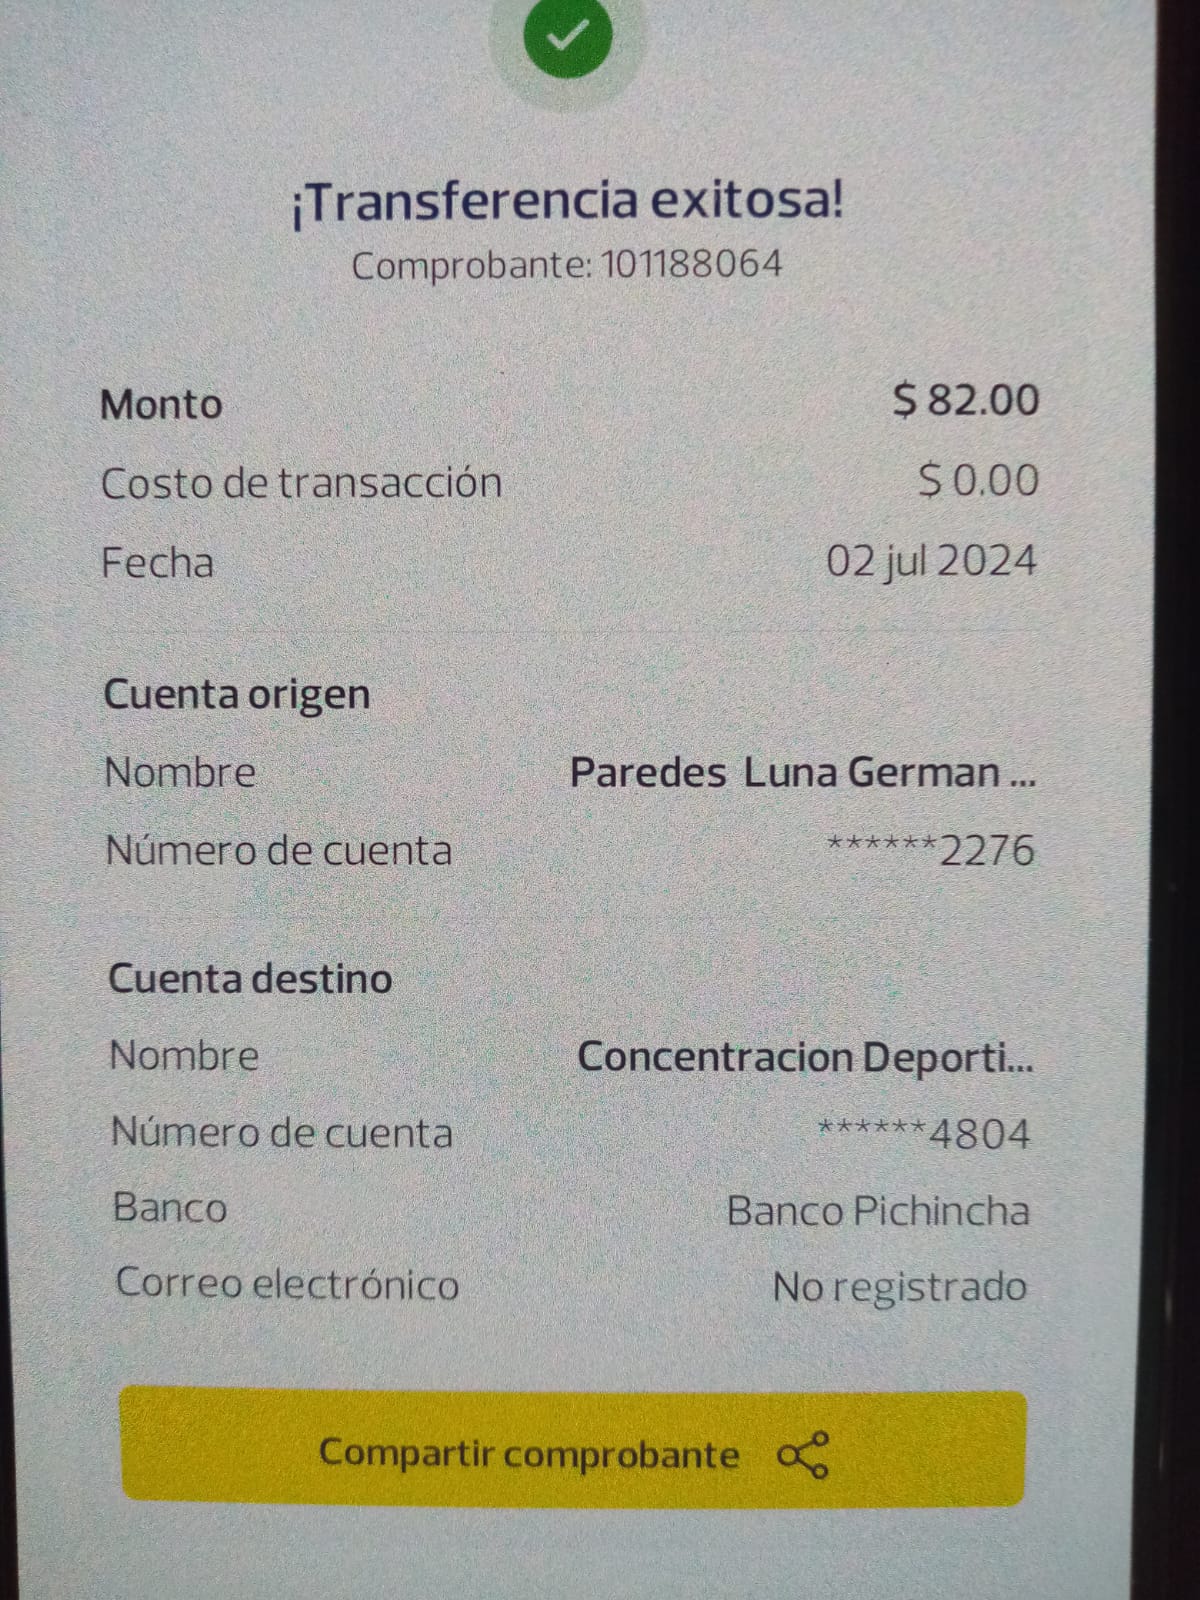 ¡Transferencia exitosa!
Comprobante: 101188064
Monto $ 82.00
Costo de transacción $ 0.00
Fecha 02 jul 2024
Cuenta origen
Nombre Paredes Luna German ...
Número de cuenta ******2276
Cuenta destino
Nombre Concentracion Deporti...
Número de cuenta ******4804
Banco Banco Pichincha
Correo electrónico No registrado
Compartir comprobante